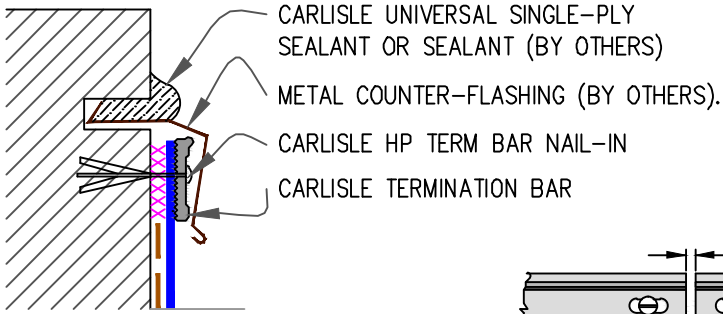 CARLISLE UNIVERSAL SINGLE-PLY
SEALANT OR SEALANT (BY OTHERS)
METAL COUNTER-FLASHING (BY OTHERS).
CARLISLE HP TERM BAR NAIL-IN
CARLISLE TERMINATION BAR